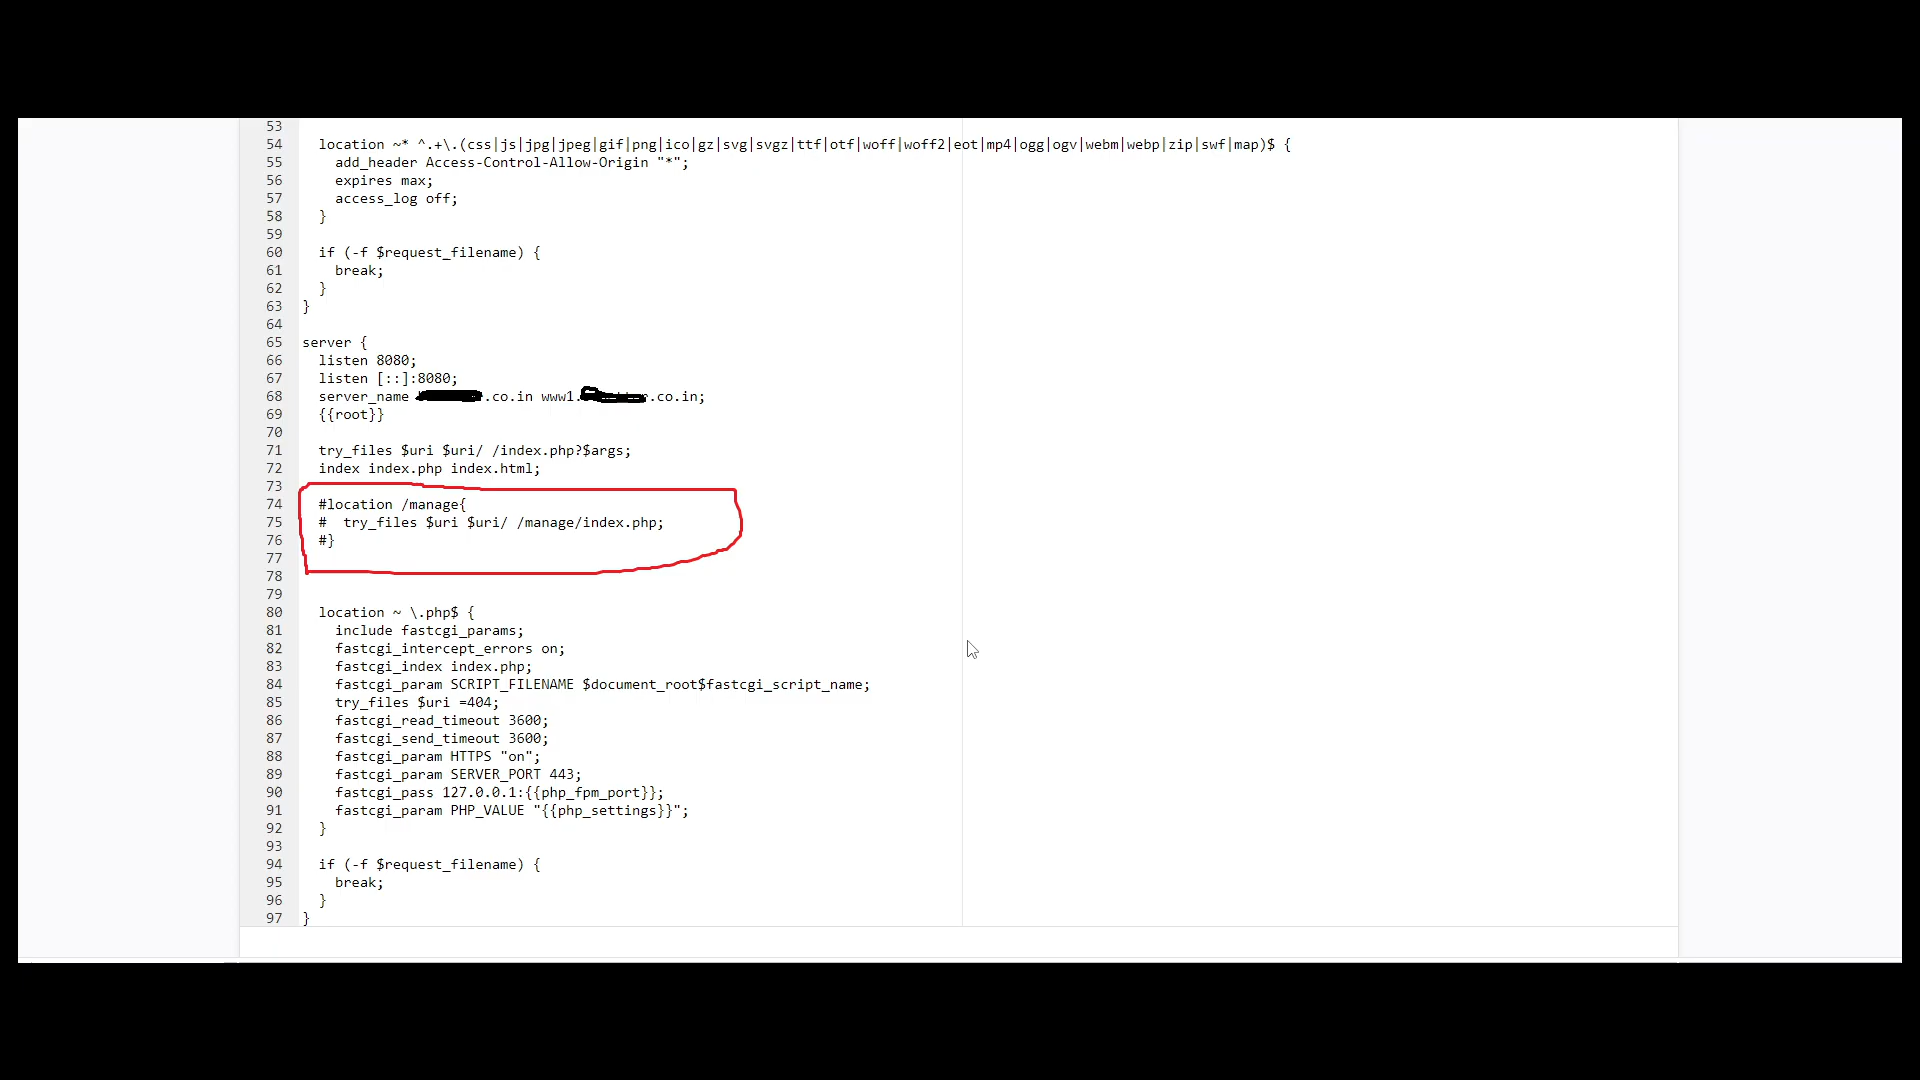 53
54 location ~* ^.+\.(css|js|jpg|jpeg|gif|png|ico|gz|svg|svgz|ttf|otf|woff|woff2|eot|mp4|ogg|ogv|webm|webp|zip|swf|map)$ {
55 add_header Access-Control-Allow-Origin "*";
56 expires max;
57 access_log off;
58 }
59
60 if (-f $request_filename) {
61 break;
62 }
63 }
64
65 server {
66 listen 8080;
67 listen [::]:8080;
68 server_name .co.in www1. .co.in;
69 {{root}}
70
71 try_files $uri $uri/ /index.php?$args;
72 index index.php index.html;
73
74 #location /manage{
75 # try_files $uri $uri/ /manage/index.php;
76 #}
77
78
79
80 location ~ \.php$ {
81 include fastcgi_params;
82 fastcgi_intercept_errors on;
83 fastcgi_index index.php;
84 fastcgi_param SCRIPT_FILENAME $document_root$fastcgi_script_name;
85 try_files $uri =404;
86 fastcgi_read_timeout 3600;
87 fastcgi_send_timeout 3600;
88 fastcgi_param HTTPS "on";
89 fastcgi_param SERVER_PORT 443;
90 fastcgi_pass 127.0.0.1:{{php_fpm_port}};
91 fastcgi_param PHP_VALUE "{{php_settings}}";
92 }
93
94 if (-f $request_filename) {
95 break;
96 }
97 }